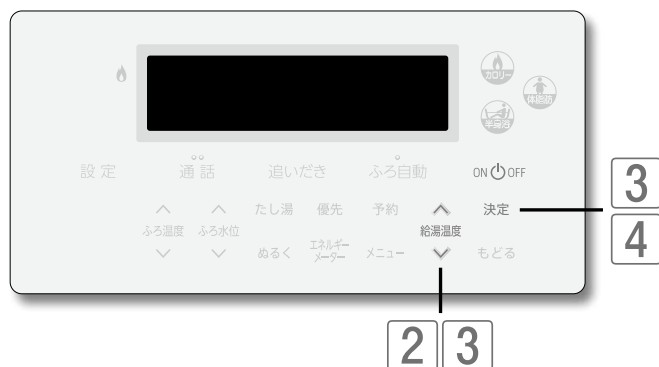 カロリー
体脂肪
半身浴
設定 通話 追いだき ふろ自動 ON OFF
たし湯 優先 予約 決定
ふろ温度 ふろ水位 給湯温度
ぬるく エネルギーメーター メニュー もどる
3
4
2 3